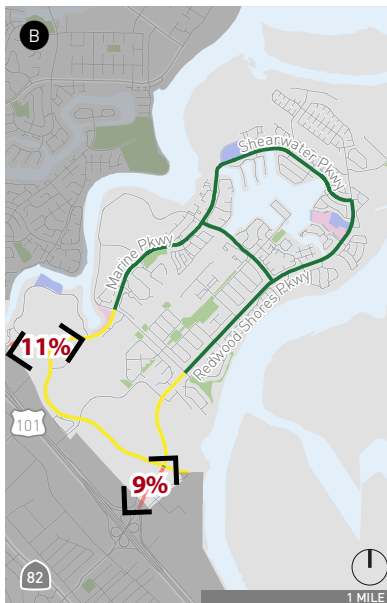 B
Shearwater Pkwy
Marine Pkwy
Redwood Shores Pkwy
11%
101
9%
82
1 MILE